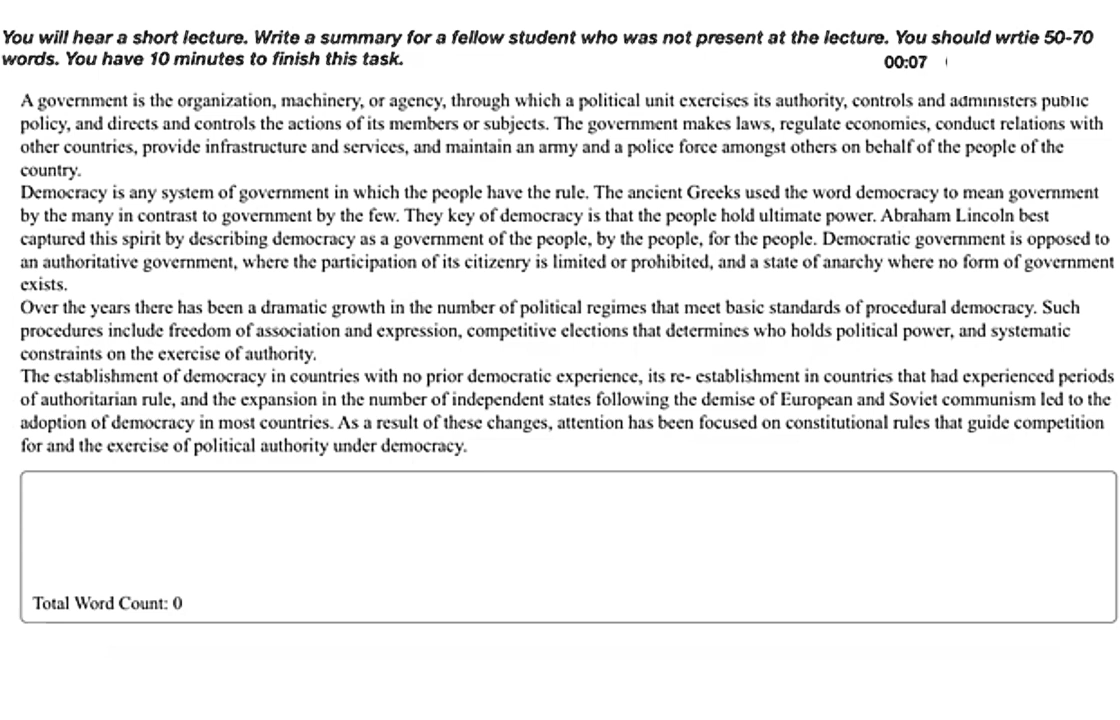 You will hear a short lecture. Write a summary for a fellow student who was not present at the lecture. You should wrtie 50-70
words. You have 10 minutes to finish this task.
00:07
A government is the organization, machinery, or agency, through which a political unit exercises its authority, controls and administers public
policy, and directs and controls the actions of its members or subjects. The government makes laws, regulate economies, conduct relations with
other countries, provide infrastructure and services, and maintain an army and a police force amongst others on behalf of the people of the
country.
Democracy is any system of government in which the people have the rule. The ancient Greeks used the word democracy to mean government
by the many in contrast to government by the few. They key of democracy is that the people hold ultimate power. Abraham Lincoln best
captured this spirit by describing democracy as a government of the people, by the people, for the people. Democratic government is opposed to
an authoritative government, where the participation of its citizenry is limited or prohibited, and a state of anarchy where no form of government
exists.
Over the years there has been a dramatic growth in the number of political regimes that meet basic standards of procedural democracy. Such
procedures include freedom of association and expression, competitive elections that determines who holds political power, and systematic
constraints on the exercise of authority.
The establishment of democracy in countries with no prior democratic experience, its re- establishment in countries that had experienced periods
of authoritarian rule, and the expansion in the number of independent states following the demise of European and Soviet communism led to the
adoption of democracy in most countries. As a result of these changes, attention has been focused on constitutional rules that guide competition
for and the exercise of political authority under democracy.
Total Word Count: 0